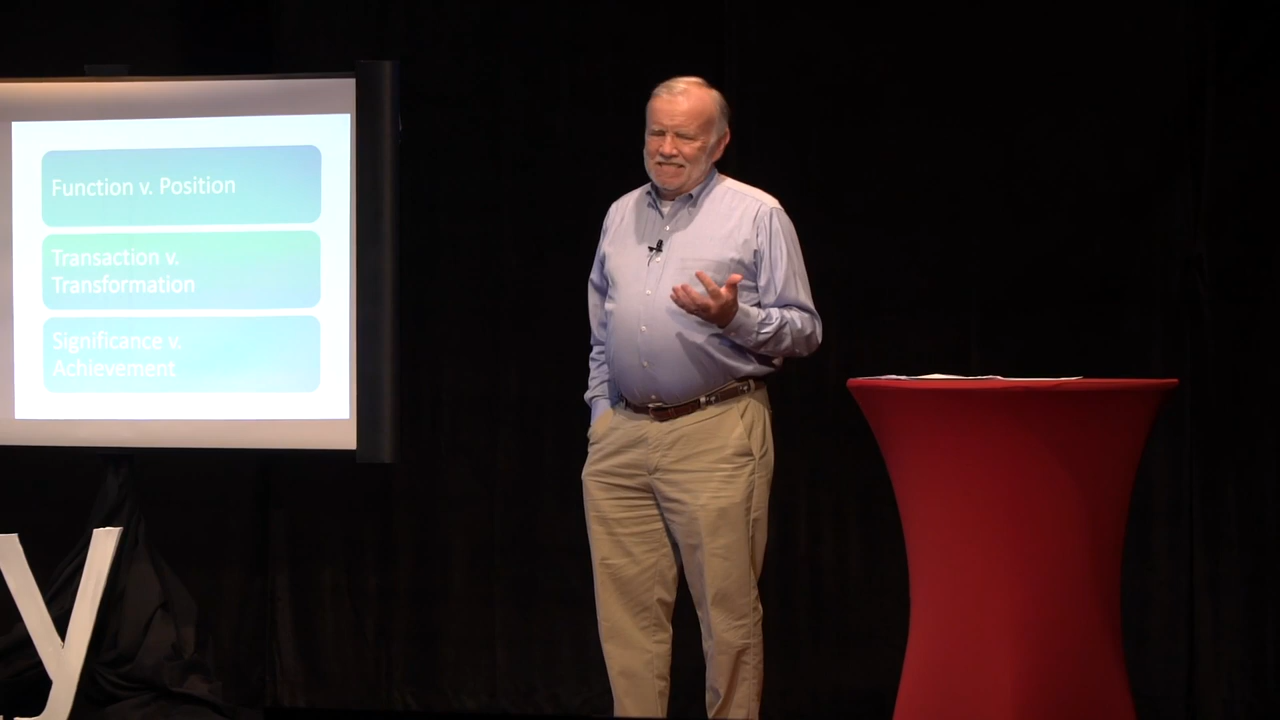 Function v. Position
Transaction v.
Transformation
Significance v.
Achievement
y